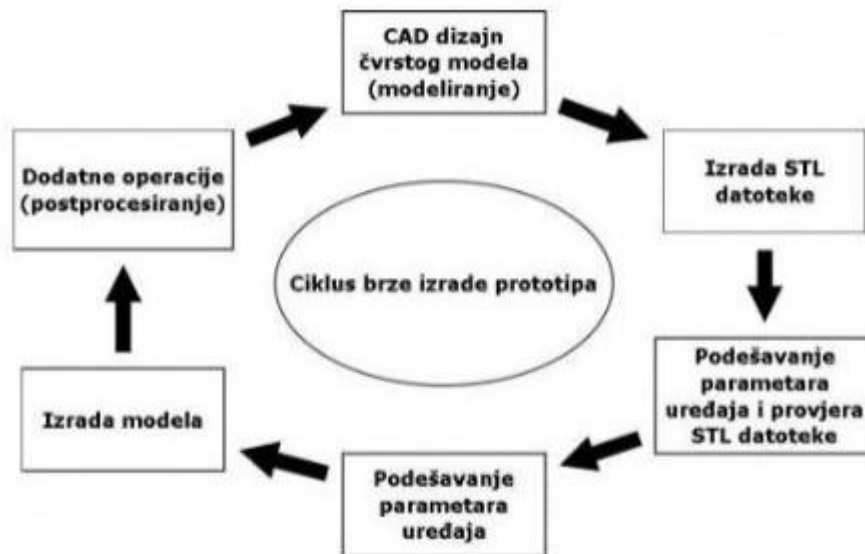 CAD dizajn
čvrstog modela
(modeliranje)
Izrada STL
datoteke
Podešavanje
parametara
uređaja i provjera
STL datoteke
Podešavanje
parametara
uređaja
Izrada modela
Dodatne operacije
(postprocesiranje)
Ciklus brze izrade prototipa